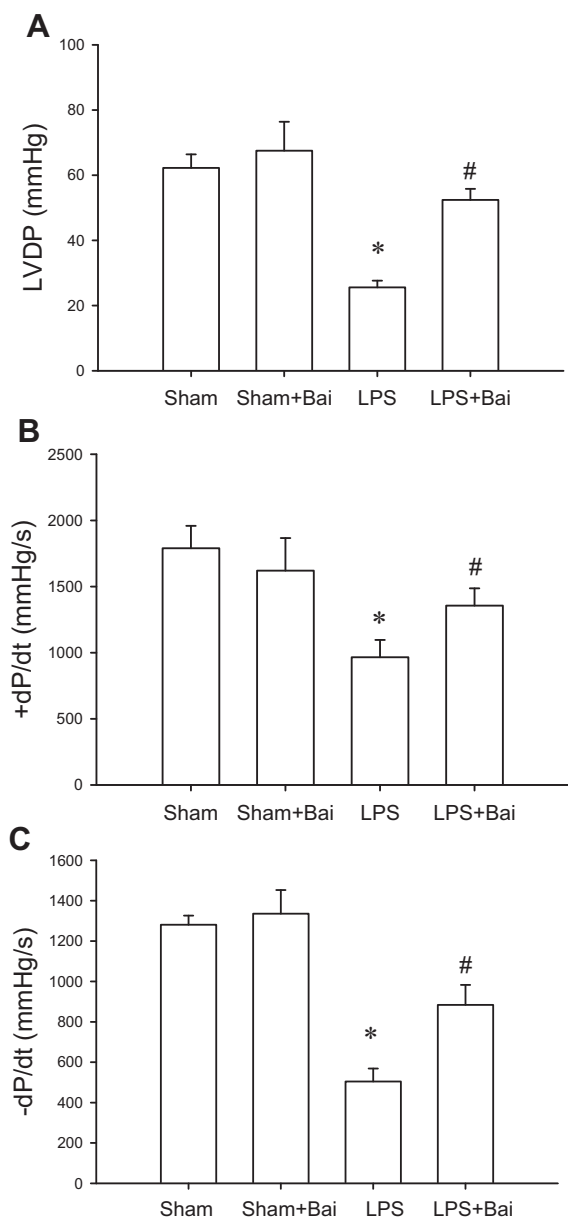 A
LVDP (mmHg)
100
80
60
40
20
0
*
#
Sham
Sham+Bai
LPS
LPS+Bai
B
+dP/dt (mmHg/s)
2500
2000
1500
1000
500
0
*
#
Sham
Sham+Bai
LPS
LPS+Bai
C
-dP/dt (mmHg/s)
1600
1400
1200
1000
800
600
400
200
0
*
#
Sham
Sham+Bai
LPS
LPS+Bai